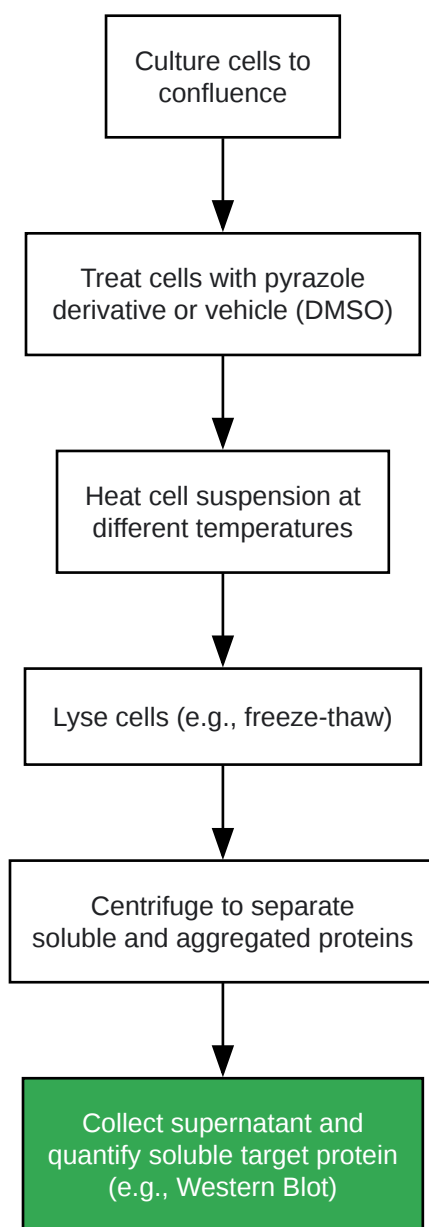 Culture cells to
confluence
Treat cells with pyrazole
derivative or vehicle (DMSO)
Heat cell suspension at
different temperatures
Lyse cells (e.g., freeze-thaw)
Centrifuge to separate
soluble and aggregated proteins
Collect supernatant and
quantify soluble target protein
(e.g., Western Blot)